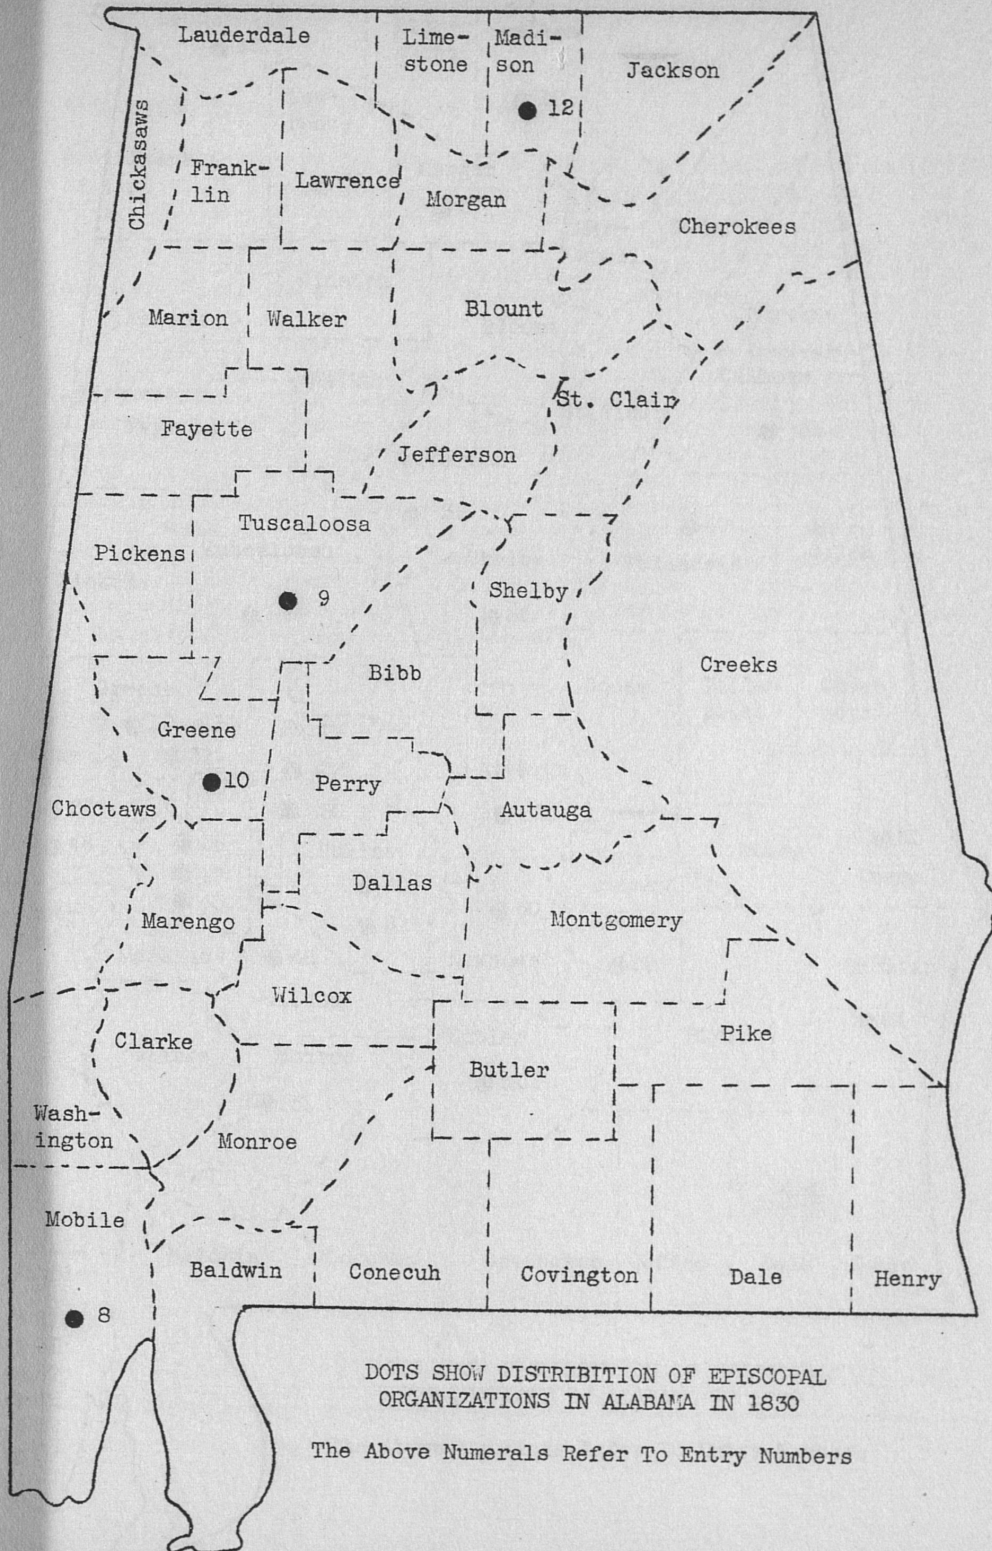 Lauderdale
Lime-
stone
Madi-
son
Jackson
12
Chickasaws
Frank-
lin
Lawrence
Morgan
Cherokees
Marion
Walker
Blount
St. Clair
Fayette
Jefferson
Tuscaloosa
Pickens
9
Shelby
Bibb
Creeks
Greene
10
Perry
Choctaws
Autauga
Dallas
Marengo
Montgomery
Wilcox
Clarke
Pike
Butler
Wash-
ington
Monroe
Mobile
Baldwin
Conecuh
Covington
Dale
Henry
8
DOTS SHOW DISTRIBITION OF EPISCOPAL
ORGANIZATIONS IN ALABAMA IN 1830
The Above Numerals Refer To Entry Numbers